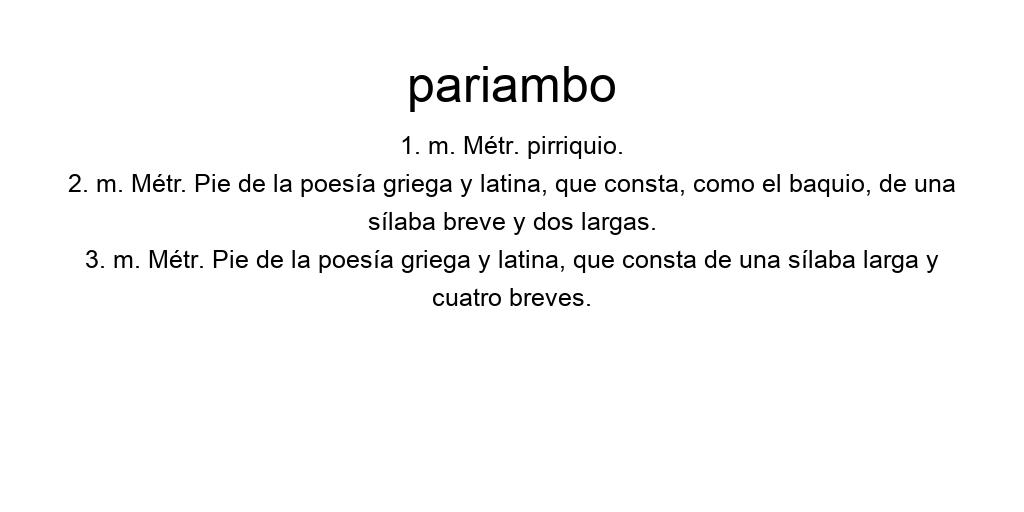 pariambo
1. m. Métr. pirriquio.
2. m. Métr. Pie de la poesía griega y latina, que consta, como el baquio, de una
sílaba breve y dos largas.
3. m. Métr. Pie de la poesía griega y latina, que consta de una sílaba larga y
cuatro breves.